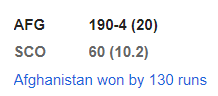 AFG 190-4 (20)
SCO 60 (10.2)
Afghanistan won by 130 runs